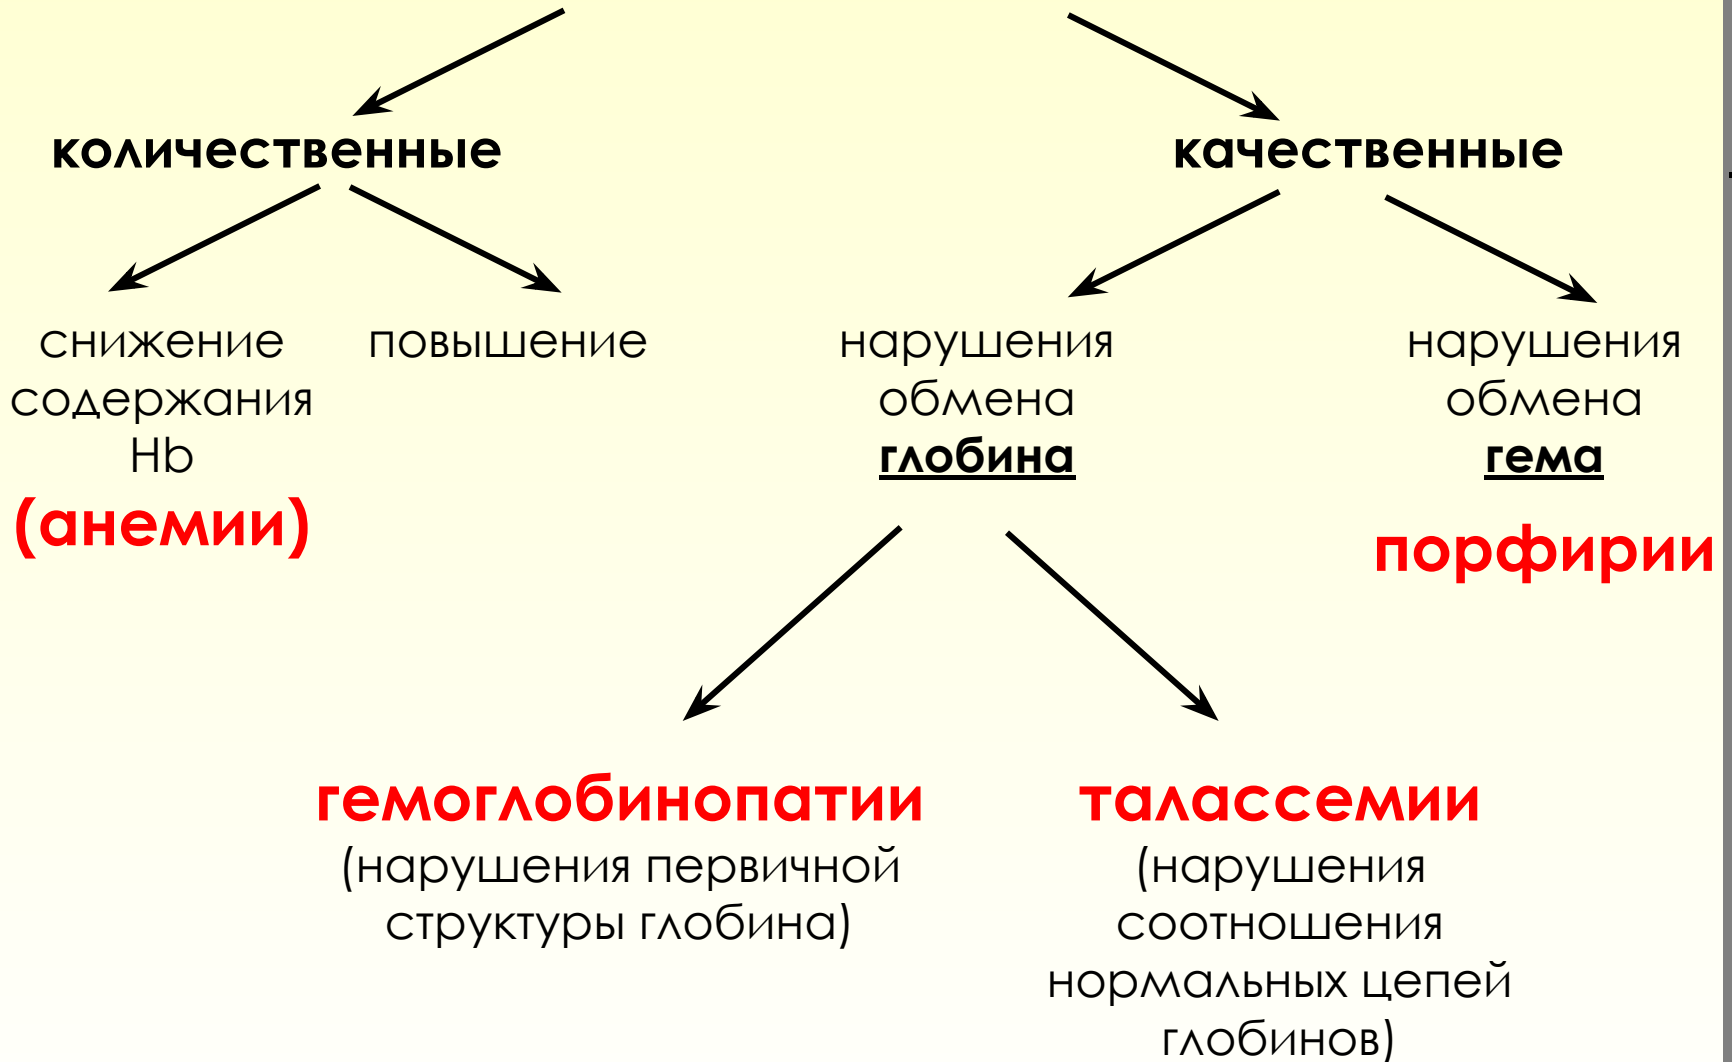 количественные
качественные
снижение
содержания
Hb
(анемии)
повышение
нарушения
обмена
глобина
нарушения
обмена
гема
порфирии
гемоглобинопатии
(нарушения первичной
структуры глобина)
талассемии
(нарушения
соотношения
нормальных цепей
глобинов)